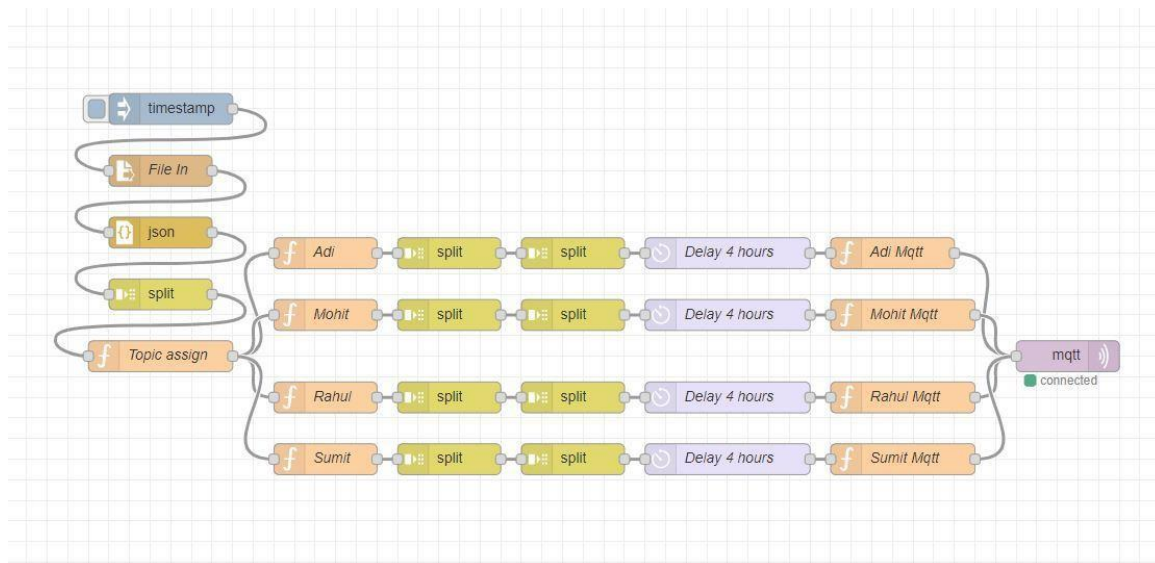 timestamp
File In
json
split
Topic assign
Adi split split Delay 4 hours Adi Mqtt
Mohit split split Delay 4 hours Mohit Mqtt
Rahul split split Delay 4 hours Rahul Mqtt
Sumit split split Delay 4 hours Sumit Mqtt
mqtt
connected